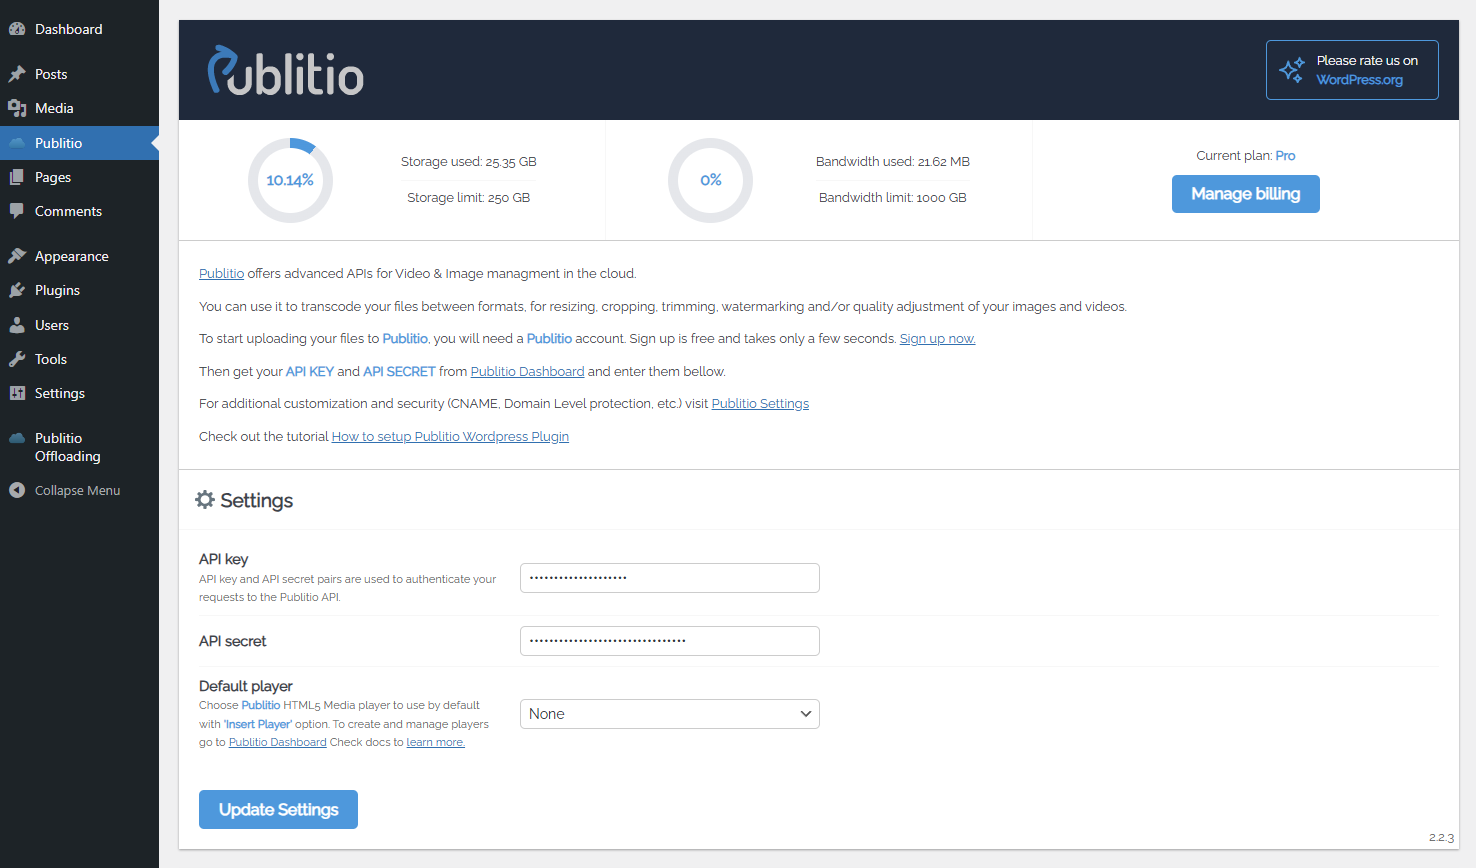 Dashboard
Posts
Media
Publitio
Pages
Comments
Appearance
Plugins
Users
Tools
Settings
Publitio
Offloading
Collapse Menu
Publitio
Please rate us on
WordPress.org
10.14%
Storage used: 25.35 GB
Storage limit: 250 GB
0%
Bandwidth used: 21.62 MB
Bandwidth limit: 1000 GB
Current plan: Pro
Manage billing
Publitio offers advanced APIs for Video & Image managment in the cloud.
You can use it to transcode your files between formats, for resizing, cropping, trimming, watermarking and/or quality adjustment of your images and videos.
To start uploading your files to Publitio, you will need a Publitio account. Sign up is free and takes only a few seconds. Sign up now.
Then get your API KEY and API SECRET from Publitio Dashboard and enter them bellow.
For additional customization and security (CNAME, Domain Level protection, etc.) visit Publitio Settings
Check out the tutorial How to setup Publitio Wordpress Plugin
Settings
API key
API key and API secret pairs are used to authenticate your
requests to the Publitio API.
API secret
Default player
Choose Publitio HTML5 Media player to use by default
with 'Insert Player' option. To create and manage players
go to Publitio Dashboard Check docs to learn more.
None
Update Settings
2.2.3